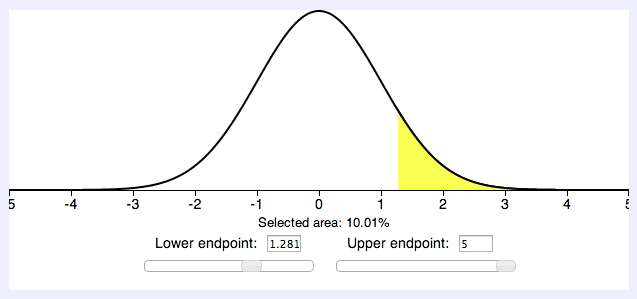 5 -4 -3 -2 -1 0 1 2 3 4 5
Selected area: 10.01%
Lower endpoint: 1.281 Upper endpoint: 5